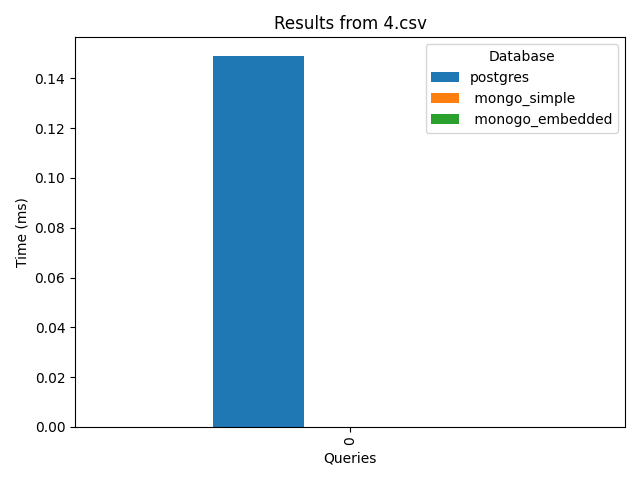 Results from 4.csv
Database
postgres
mongo_simple
monogo_embedded
0.14
0.12
0.10
0.08
0.06
0.04
0.02
0.00
Time (ms)
0
Queries